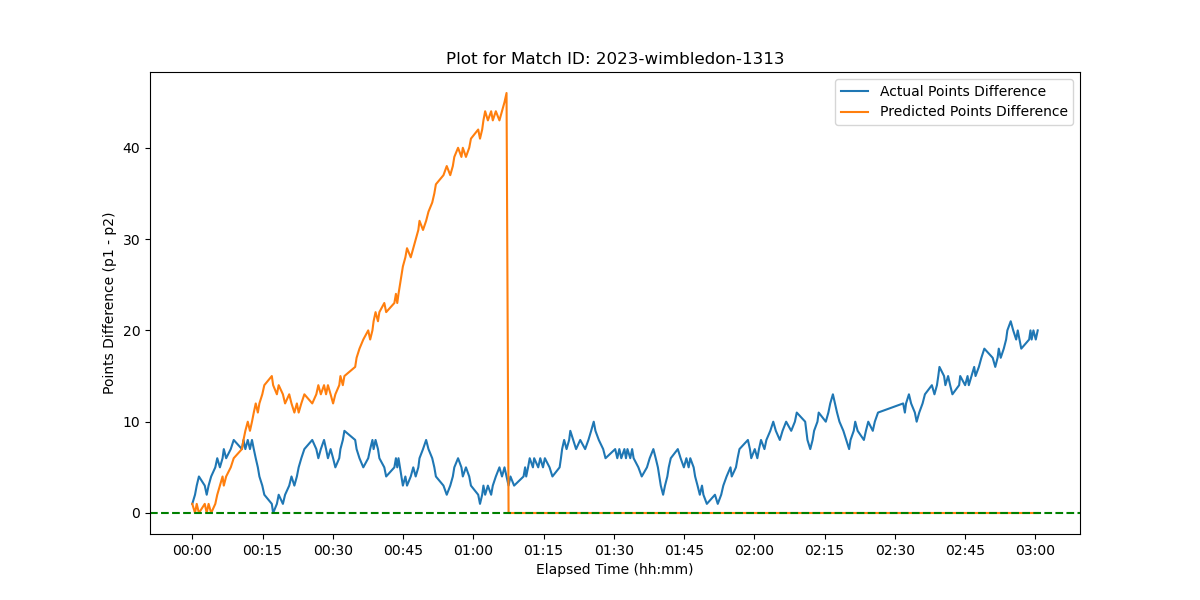 Plot for Match ID: 2023-wimbledon-1313
Actual Points Difference
Predicted Points Difference
Points Difference (p1 - p2)
40
30
20
10
0
00:00 00:15 00:30 00:45 01:00 01:15 01:30 01:45 02:00 02:15 02:30 02:45 03:00
Elapsed Time (hh:mm)